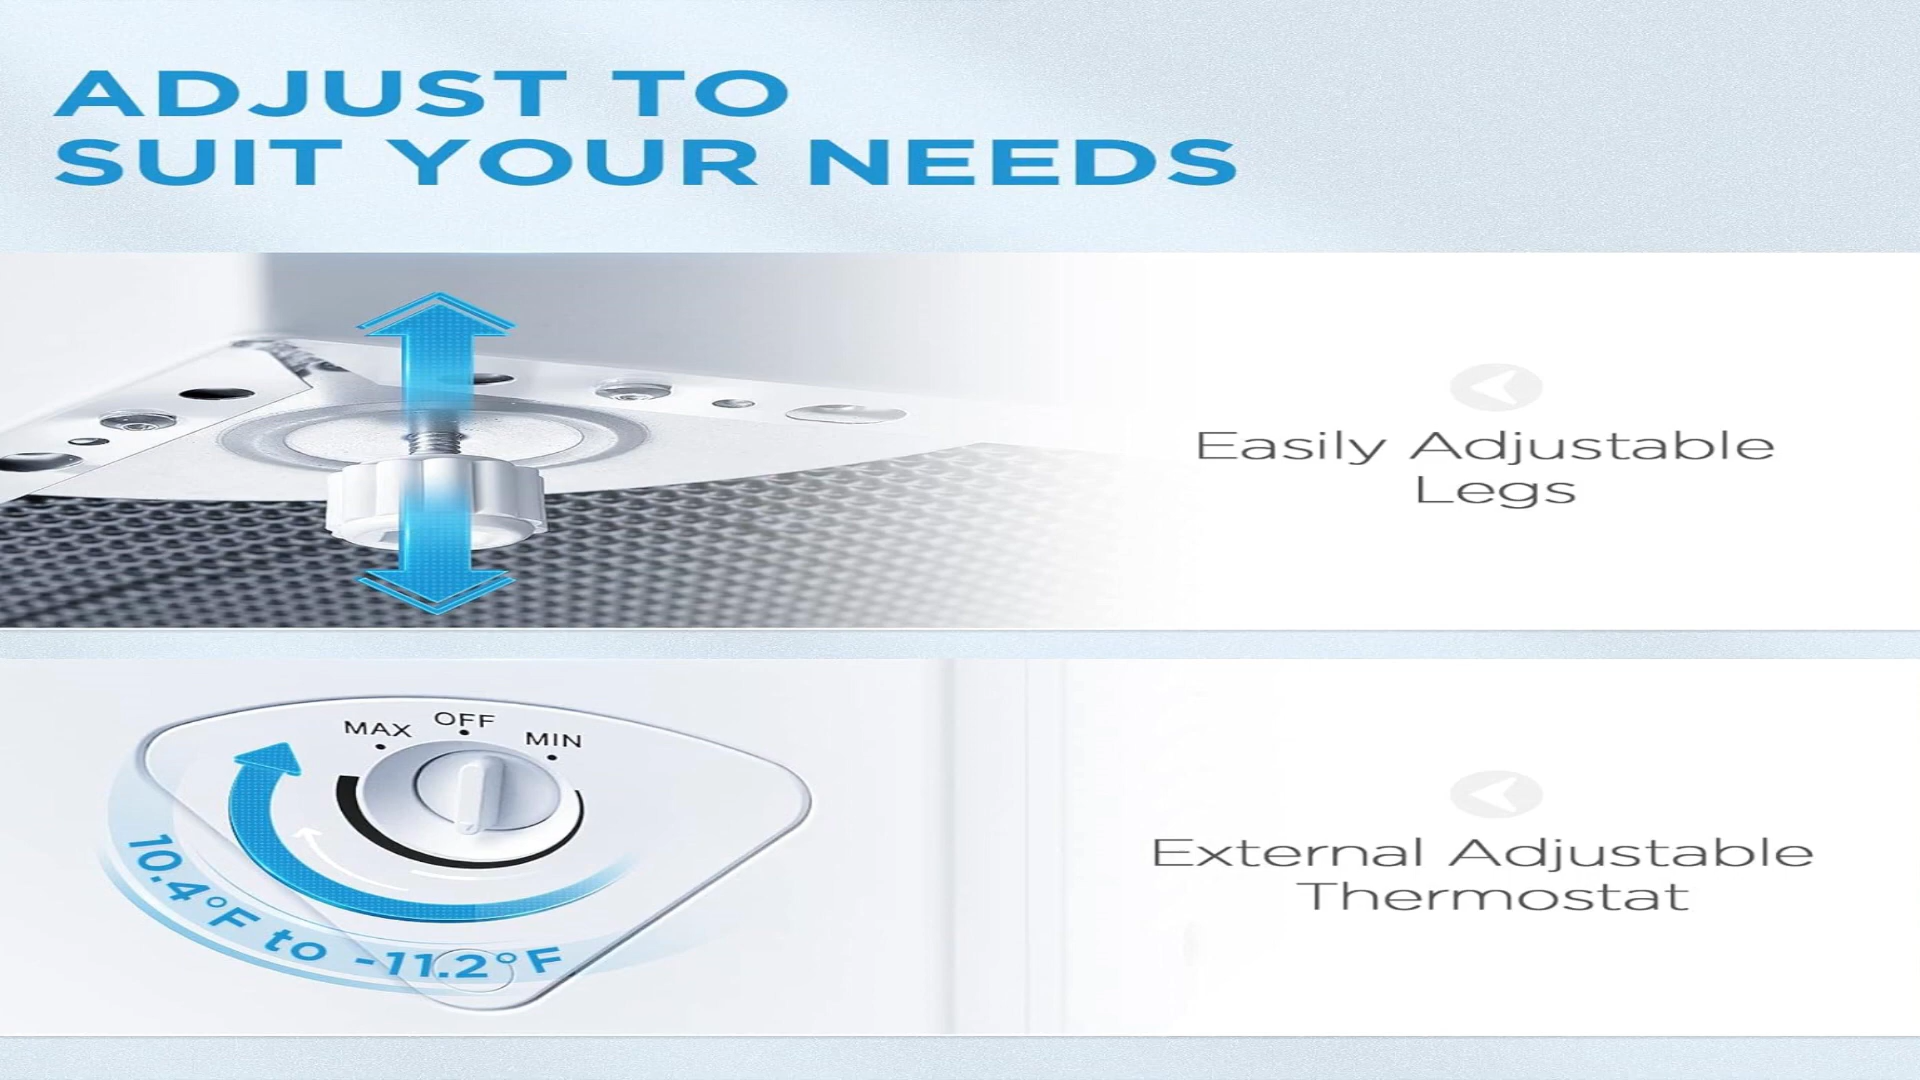 ADJUST TO
SUIT YOUR NEEDS
Easily Adjustable
Legs
MAX OFF MIN
10.4°F to -11.2°F
External Adjustable
Thermostat